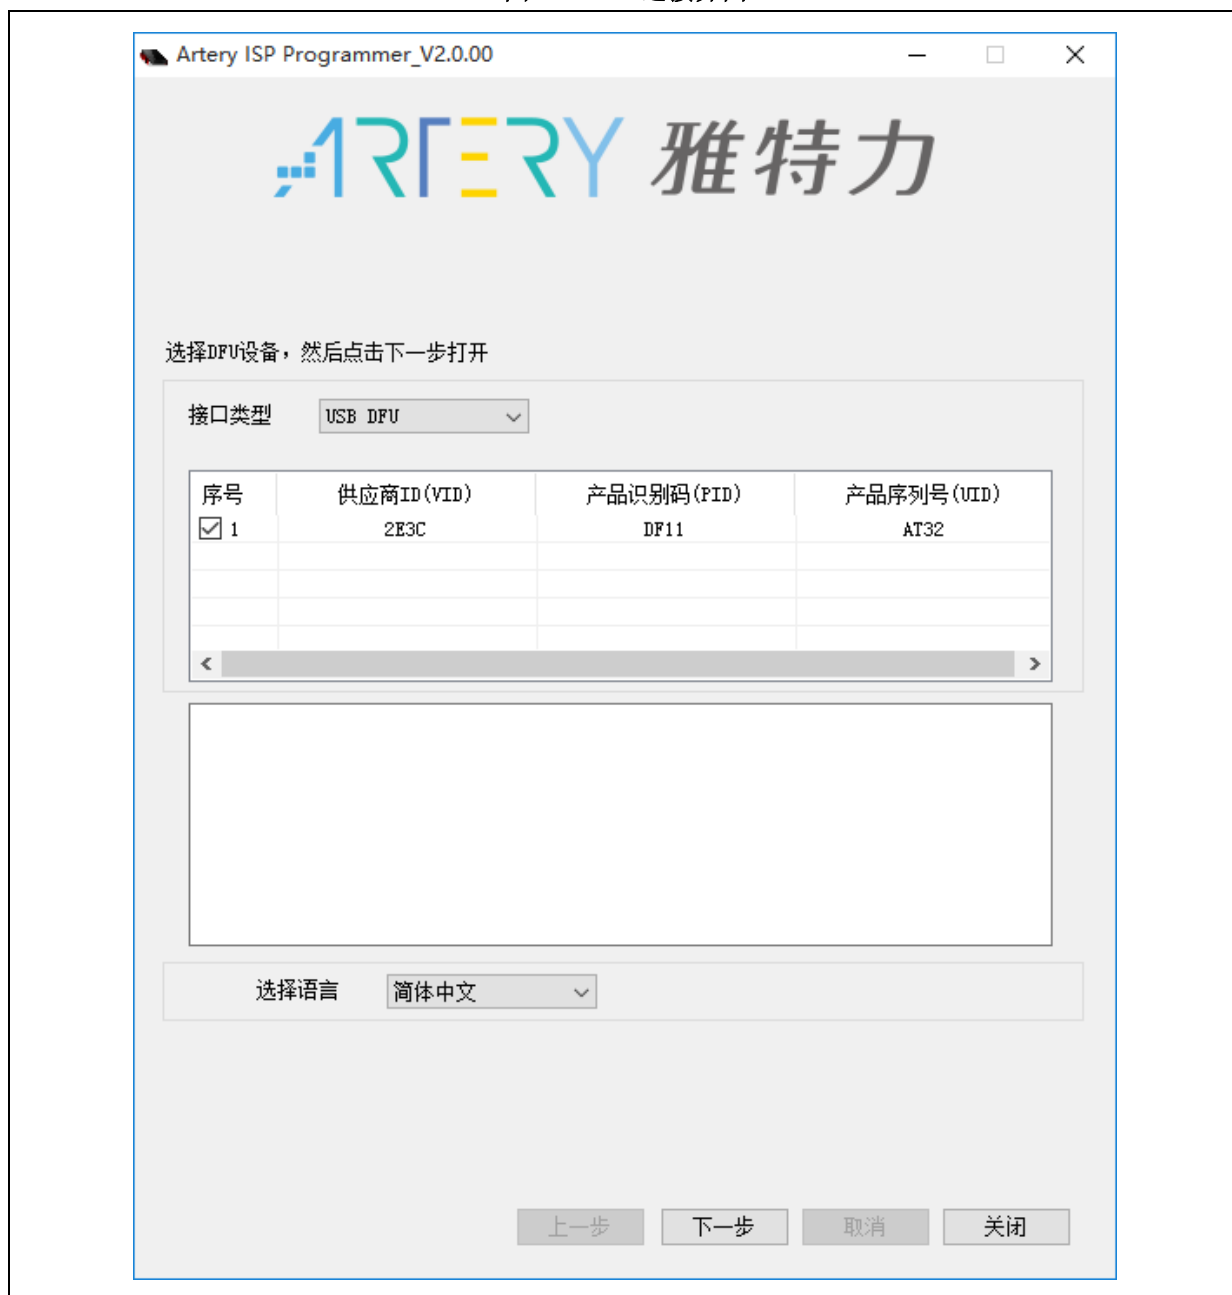 Artery ISP Programmer_V2.0.00
ARTERY 雅特力
选择DFU设备，然后点击下一步打开
接口类型 USB DFU
序号 供应商ID(VID) 产品识别码(PID) 产品序列号(UID)
1 2E3C DF11 AT32
选择语言 简体中文
上一步 下一步 取消 关闭